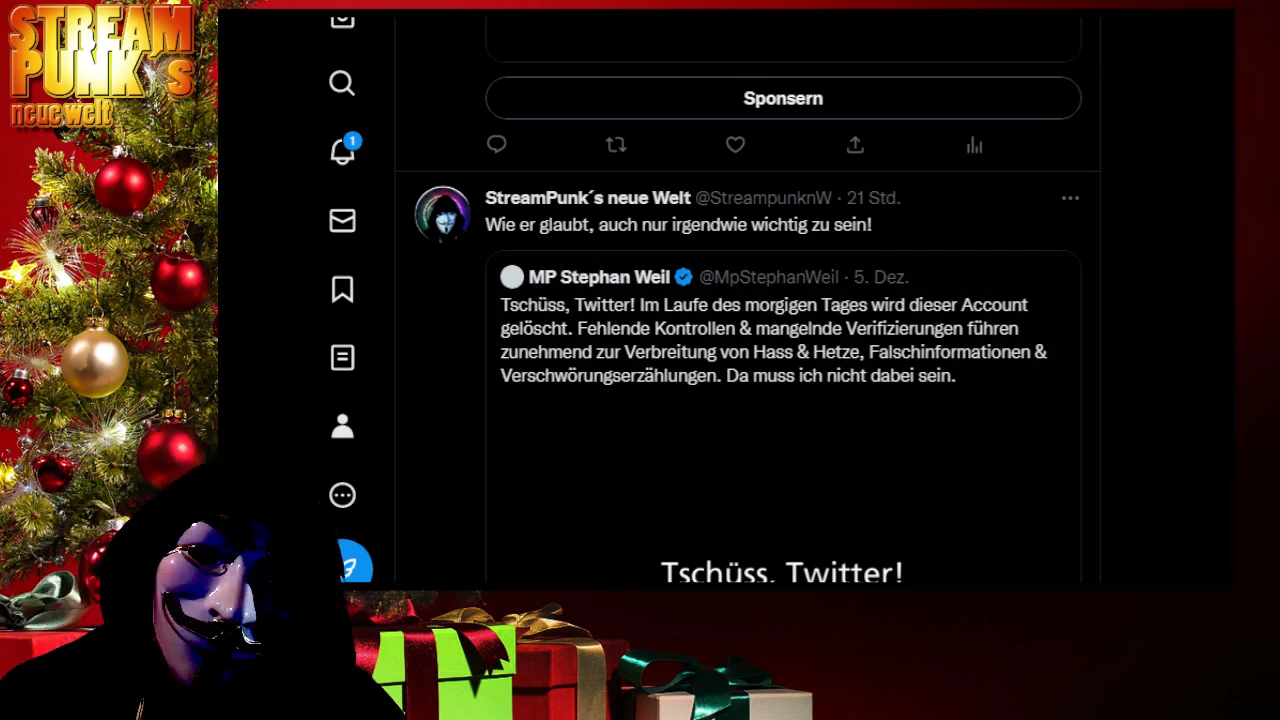 STREAM
PUNK´s
neue welt
Sponsern
1
StreamPunk´s neue Welt @StreampunknW · 21 Std.
Wie er glaubt, auch nur irgendwie wichtig zu sein!
MP Stephan Weil @MpStephanWeil · 5. Dez.
Tschüss, Twitter! Im Laufe des morgigen Tages wird dieser Account
gelöscht. Fehlende Kontrollen & mangelnde Verifizierungen führen
zunehmend zur Verbreitung von Hass & Hetze, Falschinformationen &
Verschwörungserzählungen. Da muss ich nicht dabei sein.
Tschüss, Twitter!